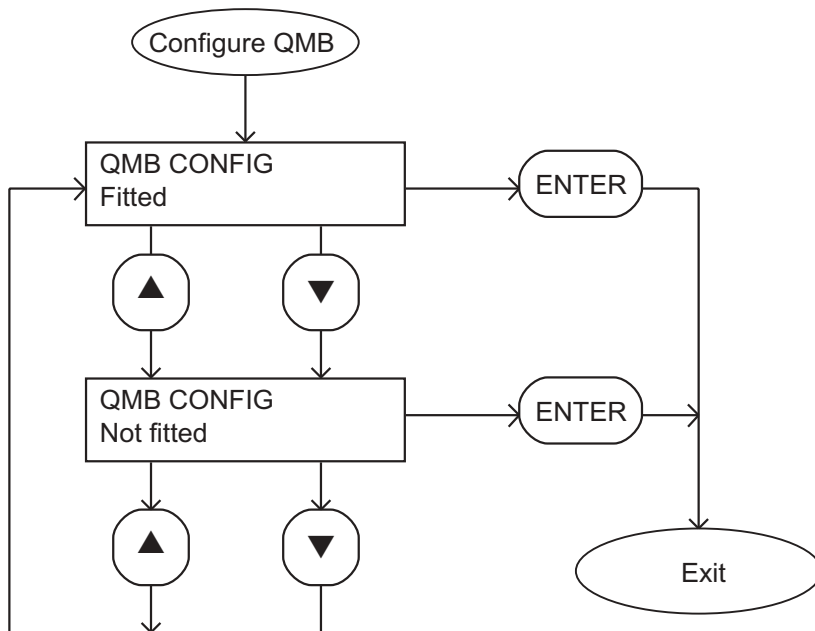 Configure QMB
QMB CONFIG
Fitted
ENTER
QMB CONFIG
Not fitted
ENTER
Exit